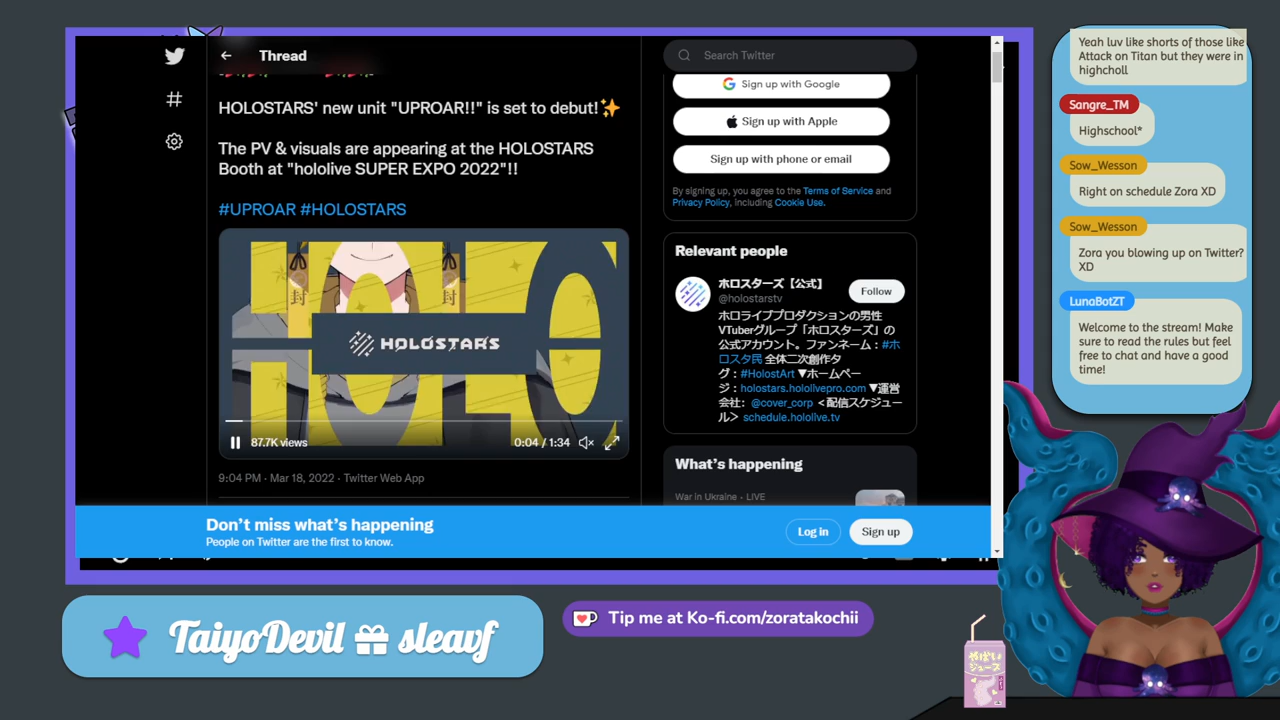 Thread
HOLOSTARS' new unit "UPROAR!!" is set to debut!✨
The PV & visuals are appearing at the HOLOSTARS
Booth at "hololive SUPER EXPO 2022"!!
#UPROAR #HOLOSTARS
HOLO
封
封
HOLOSTARS
87.7K views
0:04 / 1:34
9:04 PM · Mar 18, 2022 · Twitter Web App
Search Twitter
Sign up with Google
Sign up with Apple
Sign up with phone or email
By signing up, you agree to the Terms of Service and
Privacy Policy, including Cookie Use.
Relevant people
ホロスターズ【公式】
@holostarstv
Follow
ホロライブプロダクションの男性
VTuberグループ「ホロスターズ」の
公式アカウント。ファンネーム：#ホ
ロスタ民 全体二次創作タ
グ：#HolostArt ▼ホームペー
ジ：holostars.hololivepro.com ▼運営
会社：@cover_corp ＜配信スケジュー
ル＞ schedule.hololive.tv
What's happening
War in Ukraine · LIVE
Don't miss what's happening
People on Twitter are the first to know.
Log in
Sign up
Yeah luv like shorts of those like
Attack on Titan but they were in
highcholl
Sangre_TM
Highschool*
Sow_Wesson
Right on schedule Zora XD
Sow_Wesson
Zora you blowing up on Twitter?
XD
LunaBotZT
Welcome to the stream! Make
sure to read the rules but feel
free to chat and have a good
time!
TaiyoDevil sleavf
Tip me at Ko-fi.com/zoratakochii
やばい
ジュース